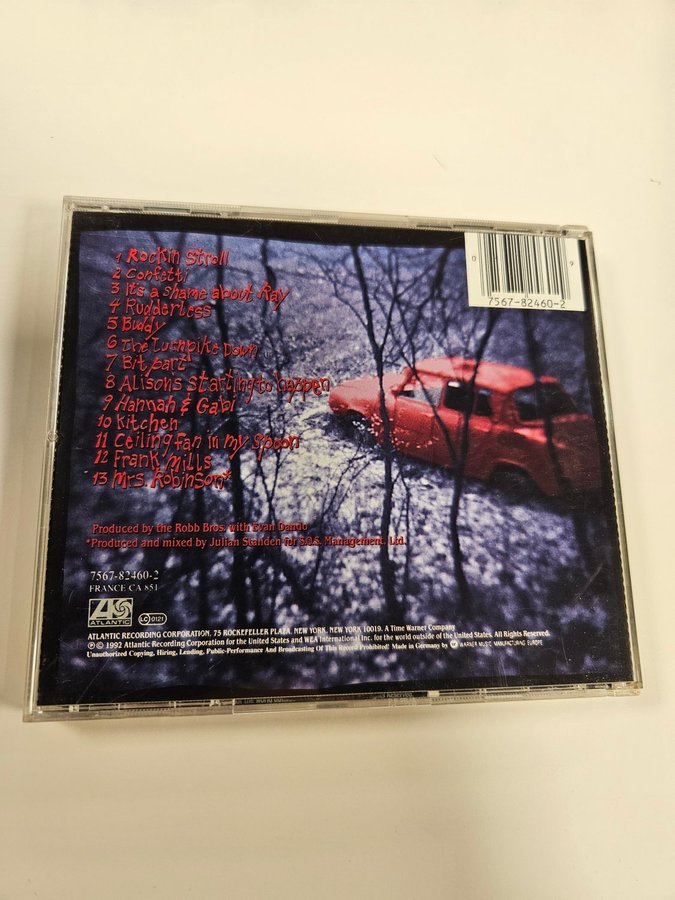 1 Rockin Stroll
2 Confetti
3 It's a shame about Ray
4 Rudderless
5 Buddy
6 The Turnpike Down
7 Bit part
8 Alisons starting to happen
9 Hannah & Gabi
10 Kitchen
11 Ceiling fan in my spoon
12 Frank Mills
13 Mrs. Robinson*
0 9
7567-82460-2
Produced by the Robb Bros. with Evan Dando
*Produced and mixed by Julian Standen for S.O.S. Management. Ltd.
7567-82460-2
FRANCE CA 851
ATLANTIC
LC 0121
ATLANTIC RECORDING CORPORATION, 75 ROCKEFELLER PLAZA, NEW YORK, NEW YORK 10019. A Time Warner Company
℗ © 1992 Atlantic Recording Corporation for the United States and WEA International Inc. for the world outside of the United States. All Rights Reserved.
Unauthorized Copying, Hiring, Lending, Public-Performance And Broadcasting Of This Record Prohibited! Made in Germany by WARNER MUSIC MANUFACTURING EUROPE